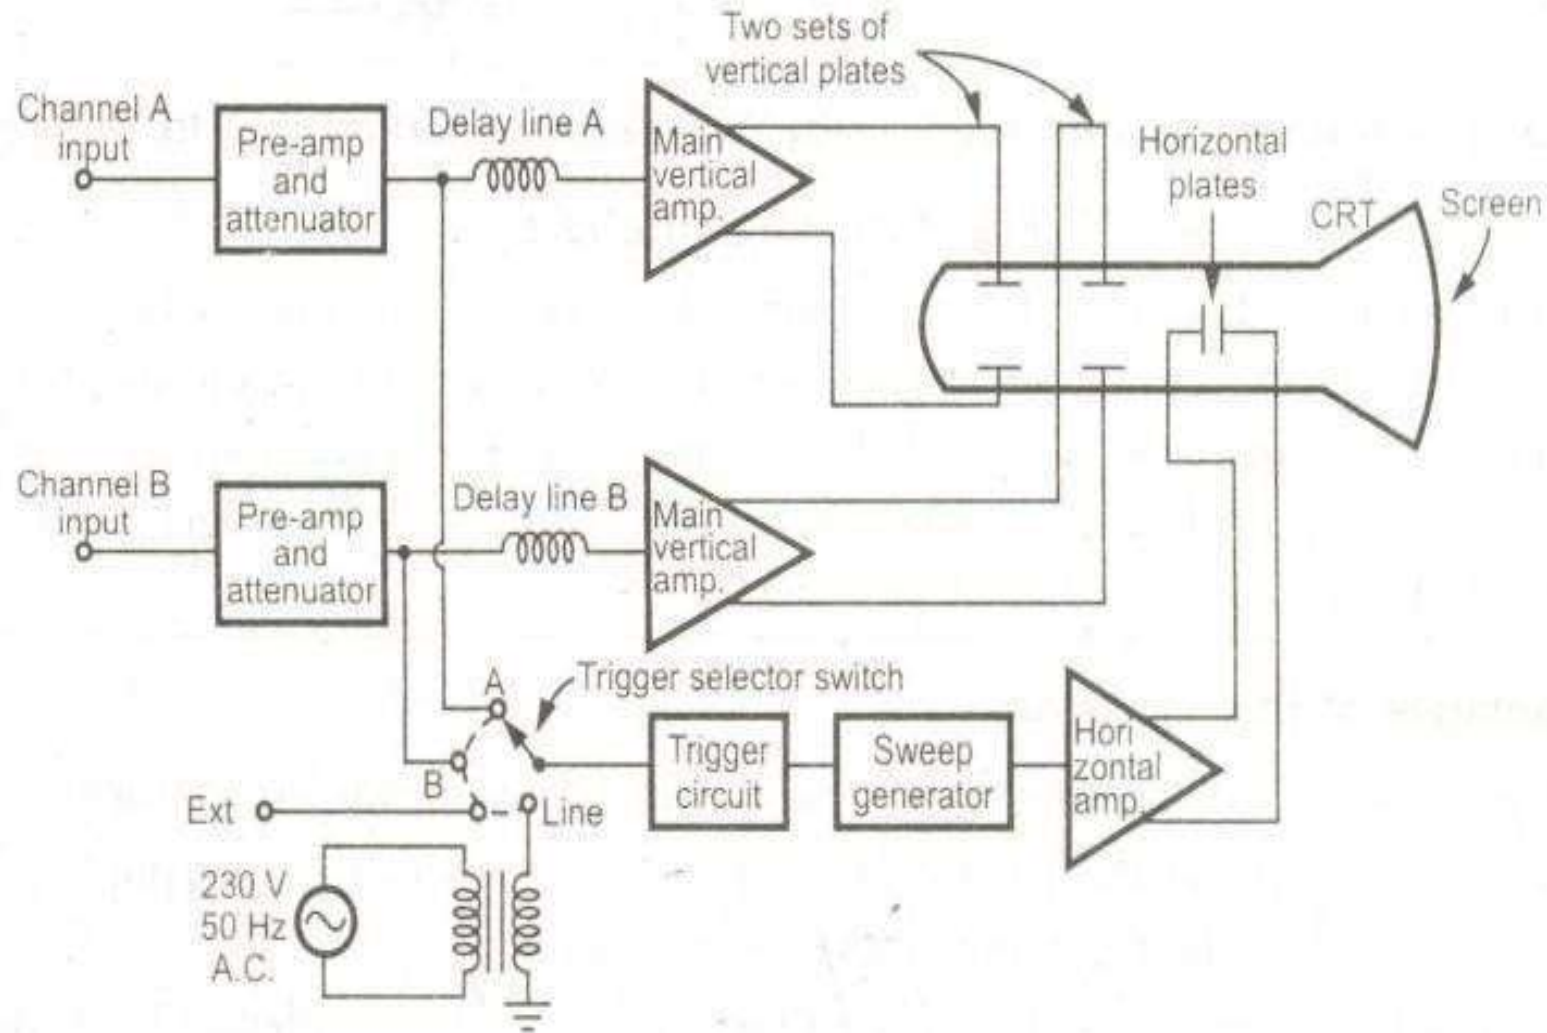 Two sets of
vertical plates
Channel A
input
Pre-amp
and
attenuator
Delay line A
Main
vertical
amp.
Horizontal
plates
CRT
Screen
Channel B
input
Pre-amp
and
attenuator
Delay line B
Main
vertical
amp.
A
Trigger selector switch
B
Ext
Line
Trigger
circuit
Sweep
generator
Hori
zontal
amp.
230 V
50 Hz
A.C.